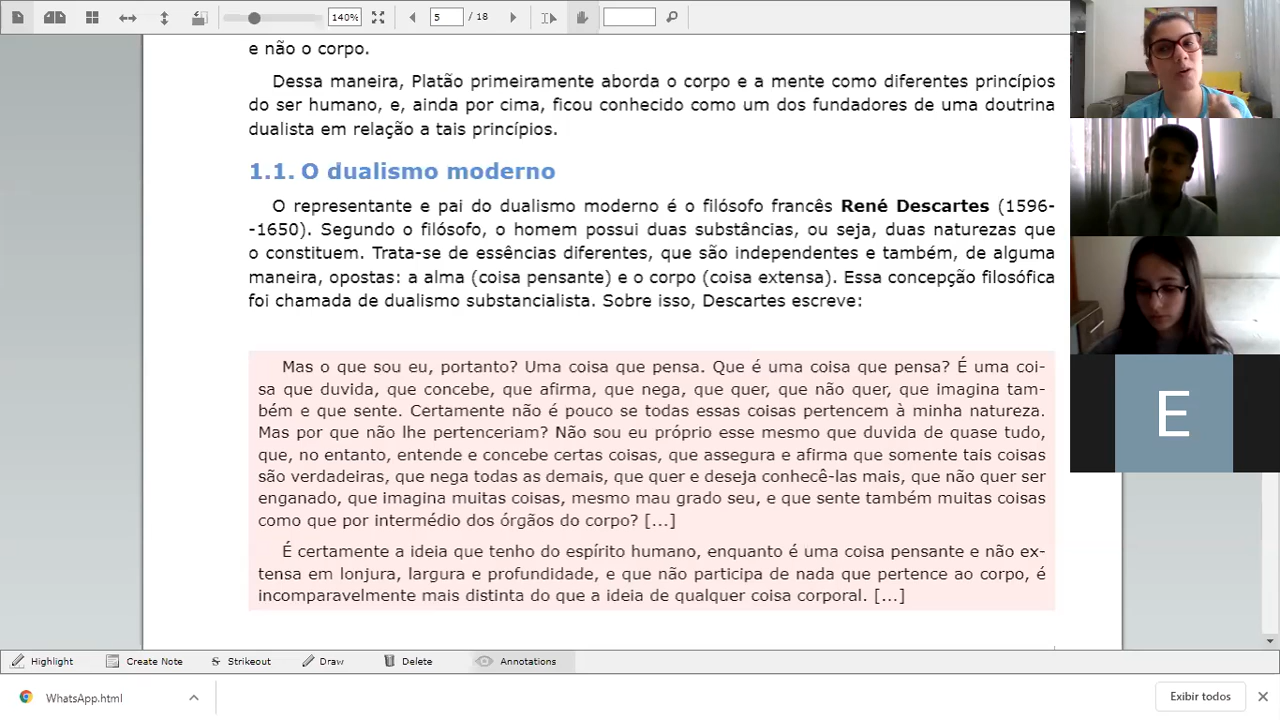 140%
5
/ 18
e não o corpo.
Dessa maneira, Platão primeiramente aborda o corpo e a mente como diferentes princípios
do ser humano, e, ainda por cima, ficou conhecido como um dos fundadores de uma doutrina
dualista em relação a tais princípios.
1.1. O dualismo moderno
O representante e pai do dualismo moderno é o filósofo francês René Descartes (1596-
-1650). Segundo o filósofo, o homem possui duas substâncias, ou seja, duas naturezas que
o constituem. Trata-se de essências diferentes, que são independentes e também, de alguma
maneira, opostas: a alma (coisa pensante) e o corpo (coisa extensa). Essa concepção filosófica
foi chamada de dualismo substancialista. Sobre isso, Descartes escreve:
Mas o que sou eu, portanto? Uma coisa que pensa. Que é uma coisa que pensa? É uma coi-
sa que duvida, que concebe, que afirma, que nega, que quer, que não quer, que imagina tam-
bém e que sente. Certamente não é pouco se todas essas coisas pertencem à minha natureza.
Mas por que não lhe pertenceriam? Não sou eu próprio esse mesmo que duvida de quase tudo,
que, no entanto, entende e concebe certas coisas, que assegura e afirma que somente tais coisas
são verdadeiras, que nega todas as demais, que quer e deseja conhecê-las mais, que não quer ser
enganado, que imagina muitas coisas, mesmo mau grado seu, e que sente também muitas coisas
como que por intermédio dos órgãos do corpo? [...]
É certamente a ideia que tenho do espírito humano, enquanto é uma coisa pensante e não ex-
tensa em lonjura, largura e profundidade, e que não participa de nada que pertence ao corpo, é
incomparavelmente mais distinta do que a ideia de qualquer coisa corporal. [...]
E
Highlight
Create Note
Strikeout
Draw
Delete
Annotations
WhatsApp.html
Exibir todos